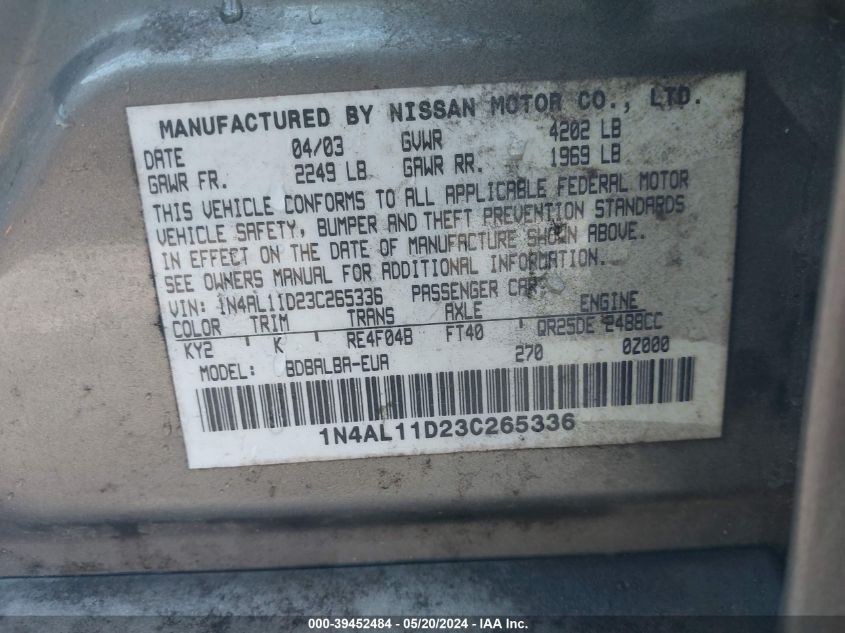 MANUFACTURED BY NISSAN MOTOR CO., LTD.
DATE 04/03 GVWR 4202 LB
GAWR FR. 2249 LB GAWR RR. 1969 LB
THIS VEHICLE CONFORMS TO ALL APPLICABLE FEDERAL MOTOR
VEHICLE SAFETY, BUMPER AND THEFT PREVENTION STANDARDS
IN EFFECT ON THE DATE OF MANUFACTURE SHOWN ABOVE.
SEE OWNERS MANUAL FOR ADDITIONAL INFORMATION.
VIN: 1N4AL11D23C265336 PASSENGER CAR
COLOR TRIM TRANS AXLE ENGINE
KY2 K RE4F04B FT40 QR25DE 2488CC
MODEL: BDBALBA-EUA 270 0Z000
1N4AL11D23C265336
000-39452484 - 05/20/2024 - IAA Inc.